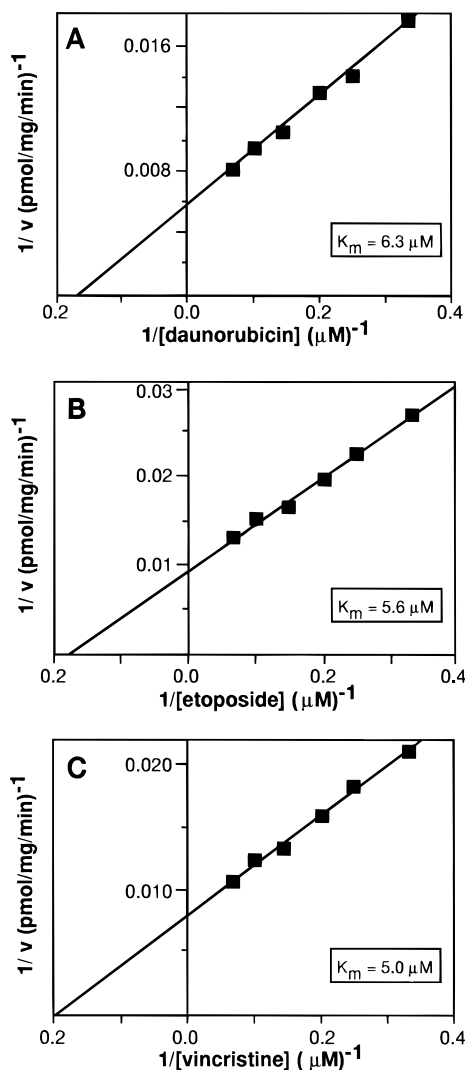 A
0.016
0.008
1/ v (pmol/mg/min)-1
Km = 6.3 μM
0.2
0.0
0.2
0.4
1/[daunorubicin] (μM)-1
B
0.03
0.02
0.01
1/ v (pmol/mg/min)-1
Km = 5.6 μM
0.2
0.0
0.2
0.4
1/[etoposide] (μM)-1
C
0.020
0.010
1/ v (pmol/mg/min)-1
Km = 5.0 μM
0.2
0.0
0.2
0.4
1/[vincristine] (μM)-1